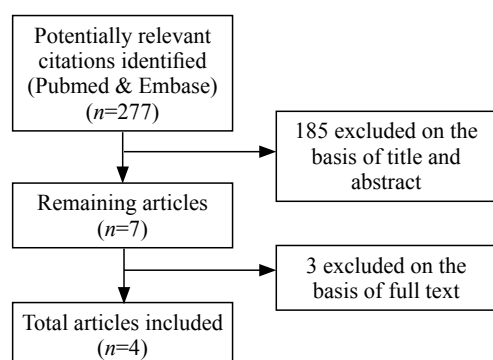 Potentially relevant
citations identified
(Pubmed & Embase)
(n=277)
185 excluded on the
basis of title and
abstract
Remaining articles
(n=7)
3 excluded on the
basis of full text
Total articles included
(n=4)